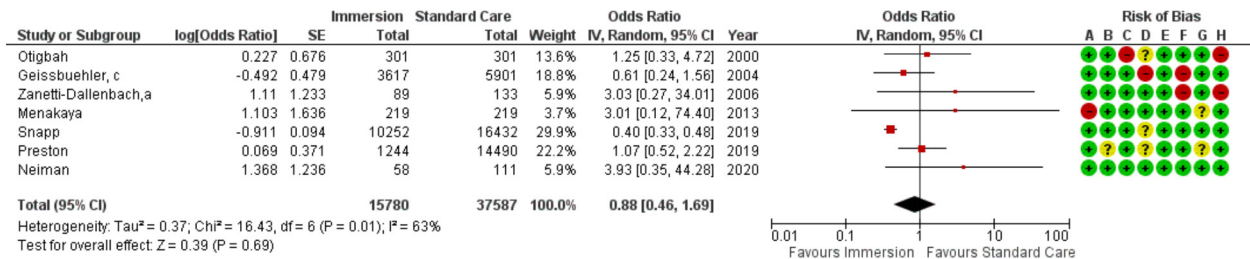 Immersion Standard Care Odds Ratio Odds Ratio Risk of Bias
Study or Subgroup log[Odds Ratio] SE Total Total Weight IV, Random, 95% CI Year IV, Random, 95% CI A B C D E F G H
Otigbah 0.227 0.676 301 301 13.6% 1.25 [0.33, 4.72] 2000 + + - ? + + + -
Geissbuehler, c -0.492 0.479 3617 5901 18.8% 0.61 [0.24, 1.56] 2004 + + + - + - + +
Zanetti-Dallenbach,a 1.11 1.233 89 133 5.9% 3.03 [0.27, 34.01] 2006 + + + + + - + -
Menakaya 1.103 1.636 219 219 3.7% 3.01 [0.12, 74.40] 2013 - + + + + + ? +
Snapp -0.911 0.094 10252 16432 29.9% 0.40 [0.33, 0.48] 2019 + + + ? + + + +
Preston 0.069 0.371 1244 14490 22.2% 1.07 [0.52, 2.22] 2019 + ? + ? + + ? +
Neiman 1.368 1.236 58 111 5.9% 3.93 [0.35, 44.28] 2020 + + + + + + + +
Total (95% CI) 15780 37587 100.0% 0.88 [0.46, 1.69]
Heterogeneity: Tau² = 0.37; Chi² = 16.43, df = 6 (P = 0.01); I² = 63%
Test for overall effect: Z = 0.39 (P = 0.69)
0.01 0.1 1 10 100
Favours Immersion Favours Standard Care